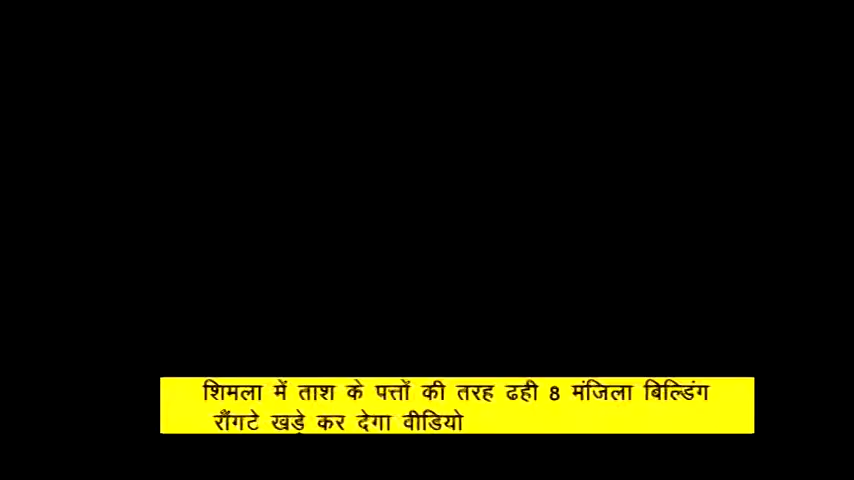 शिमला में ताश के पत्तों की तरह ढही 8 मंजिला बिल्डिंग
रौंगटे खड़े कर देगा वीडियो